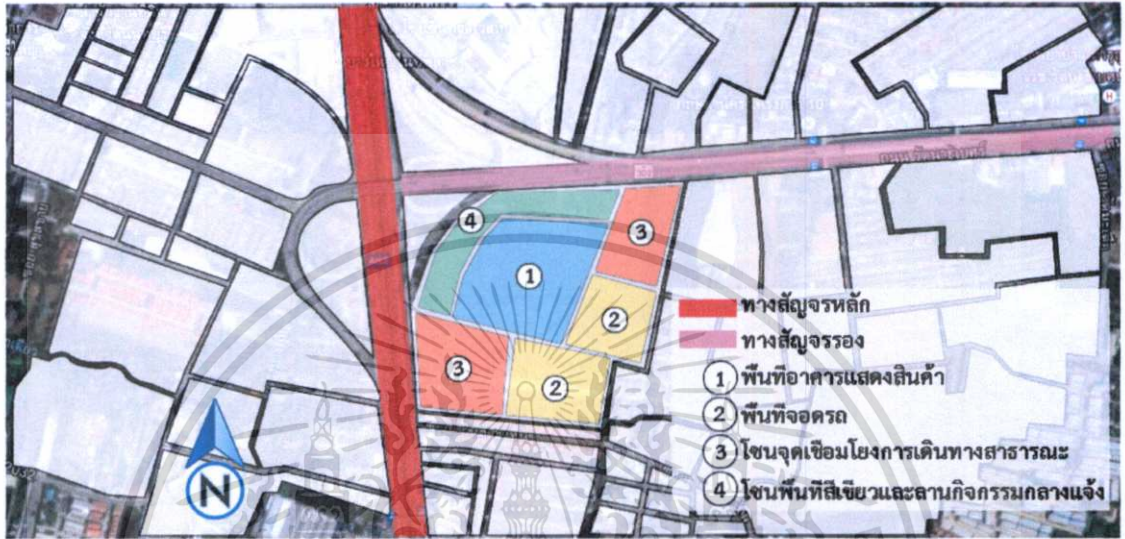 4
3
1
2
3
2
N
ทางสัญจรหลัก
ทางสัญจรรอง
1 พื้นที่อาคารแสดงสินค้า
2 พื้นที่จอดรถ
3 โซนจุดเชื่อมโยงการเดินทางสาธารณะ
4 โซนพื้นที่สีเขียวและลานกิจกรรมกลางแจ้ง